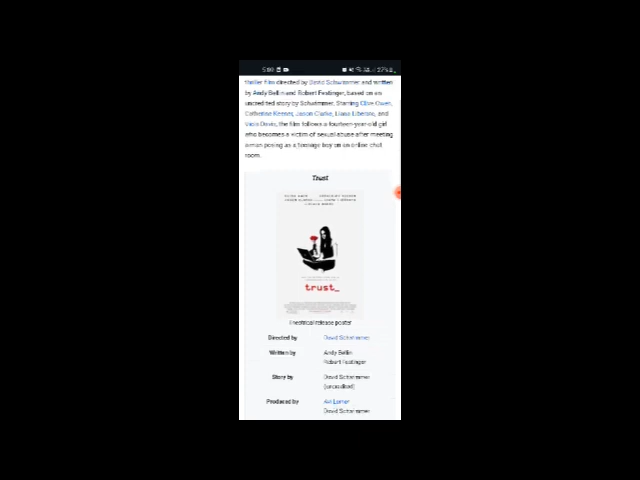 thriller film directed by David Schwimmer and written
by Andy Bellin and Robert Festinger, based on an
uncredited story by Schwimmer. Starring Clive Owen,
Catherine Keener, Jason Clarke, Liana Liberato, and
Viola Davis, the film follows a fourteen-year-old girl
who becomes a victim of sexual abuse after meeting
a man posing as a teenage boy on an online chat
room.
Trust
trust_
Theatrical release poster
Directed by David Schwimmer
Written by Andy Bellin
Robert Festinger
Story by David Schwimmer
(uncredited)
Produced by Avi Lerner
David Schwimmer